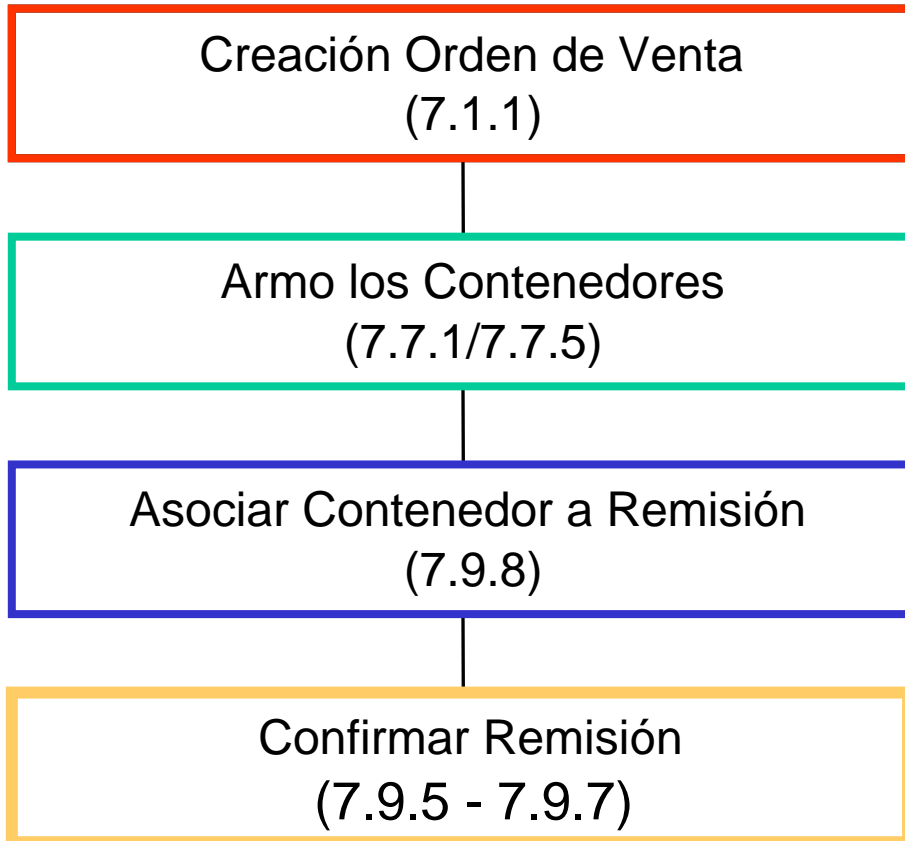 Creación Orden de Venta
(7.1.1)
Armo los Contenedores
(7.7.1/7.7.5)
Asociar Contenedor a Remisión
(7.9.8)
Confirmar Remisión
(7.9.5 - 7.9.7)